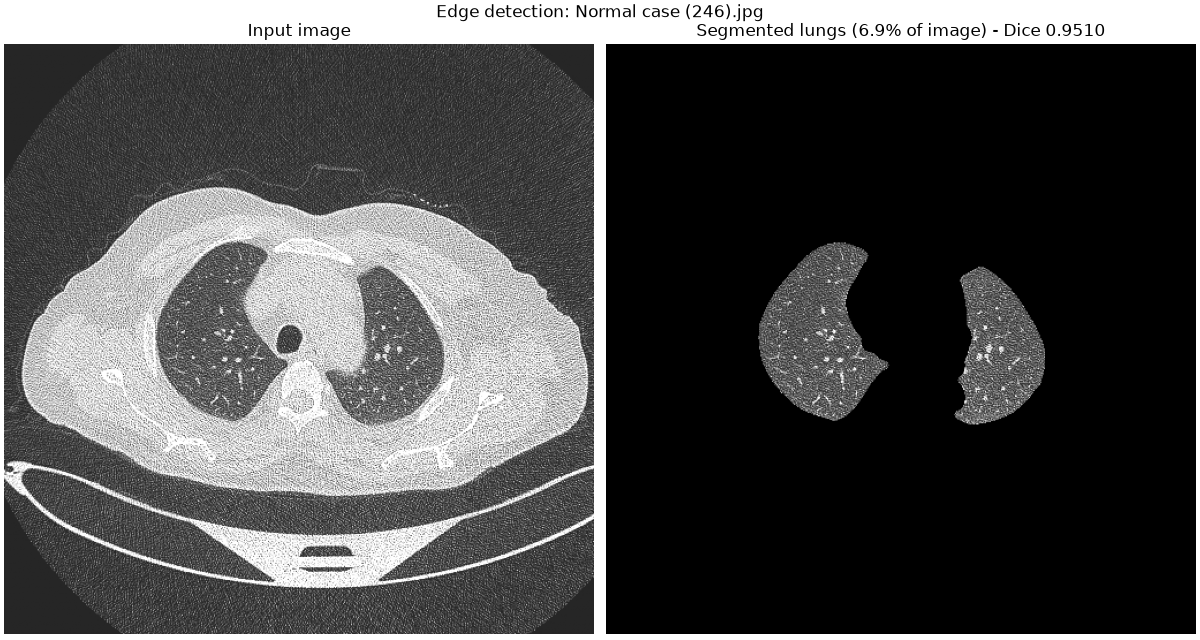 Edge detection: Normal case (246).jpg
Input image
Segmented lungs (6.9% of image) - Dice 0.9510